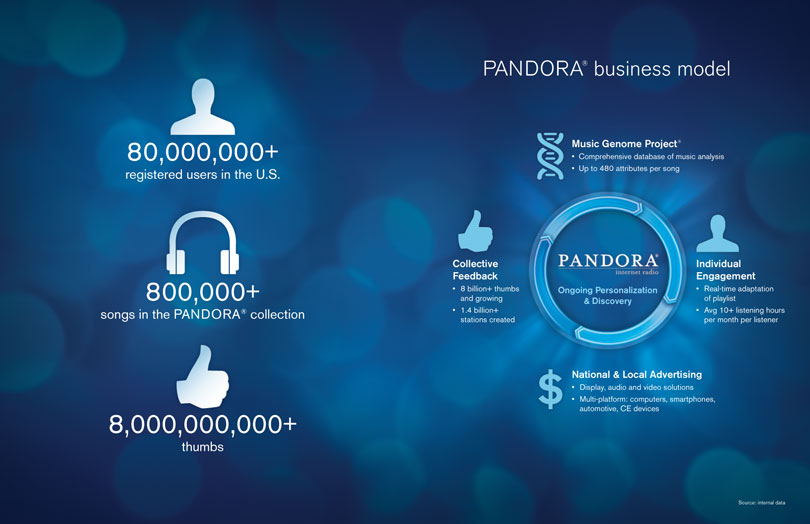 80,000,000+
registered users in the U.S.
800,000+
songs in the PANDORA® collection
8,000,000,000+
thumbs
PANDORA® business model
Music Genome Project®
• Comprehensive database of music analysis
• Up to 480 attributes per song
Collective
Feedback
• 8 billion+ thumbs
and growing
• 1.4 billion+
stations created
PANDORA®
internet radio
Ongoing Personalization
& Discovery
Individual
Engagement
• Real-time adaptation
of playlist
• Avg 10+ listening hours
per month per listener
$
National & Local Advertising
• Display, audio and video solutions
• Multi-platform: computers, smartphones,
automotive, CE devices
Source: internal data